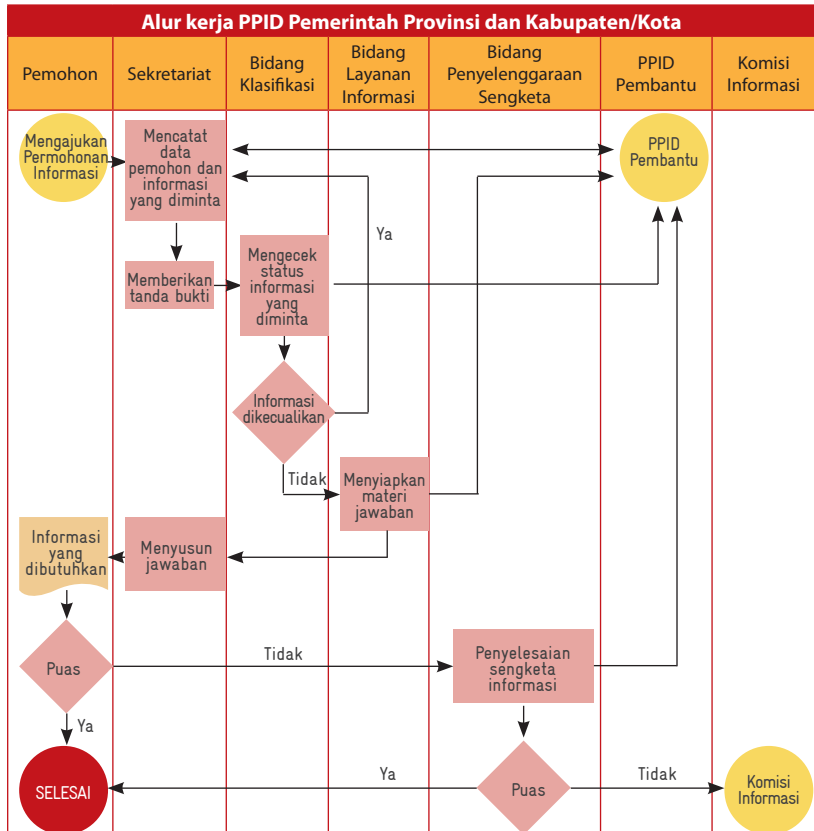 Alur kerja PPID Pemerintah Provinsi dan Kabupaten/Kota
Pemohon
Sekretariat
Bidang
Klasifikasi
Bidang
Layanan
Informasi
Bidang
Penyelenggaraan
Sengketa
PPID
Pembantu
Komisi
Informasi
Mengajukan
Permohonan
Informasi
Mencatat
data
pemohon dan
informasi
yang diminta
PPID
Pembantu
Ya
Memberikan
tanda bukti
Mengecek
status
informasi
yang
diminta
Informasi
dikecualikan
Tidak
Menyiapkan
materi
jawaban
Informasi
yang
dibutuhkan
Menyusun
jawaban
Puas
Tidak
Penyelesaian
sengketa
informasi
Ya
SELESAI
Ya
Puas
Tidak
Komisi
Informasi